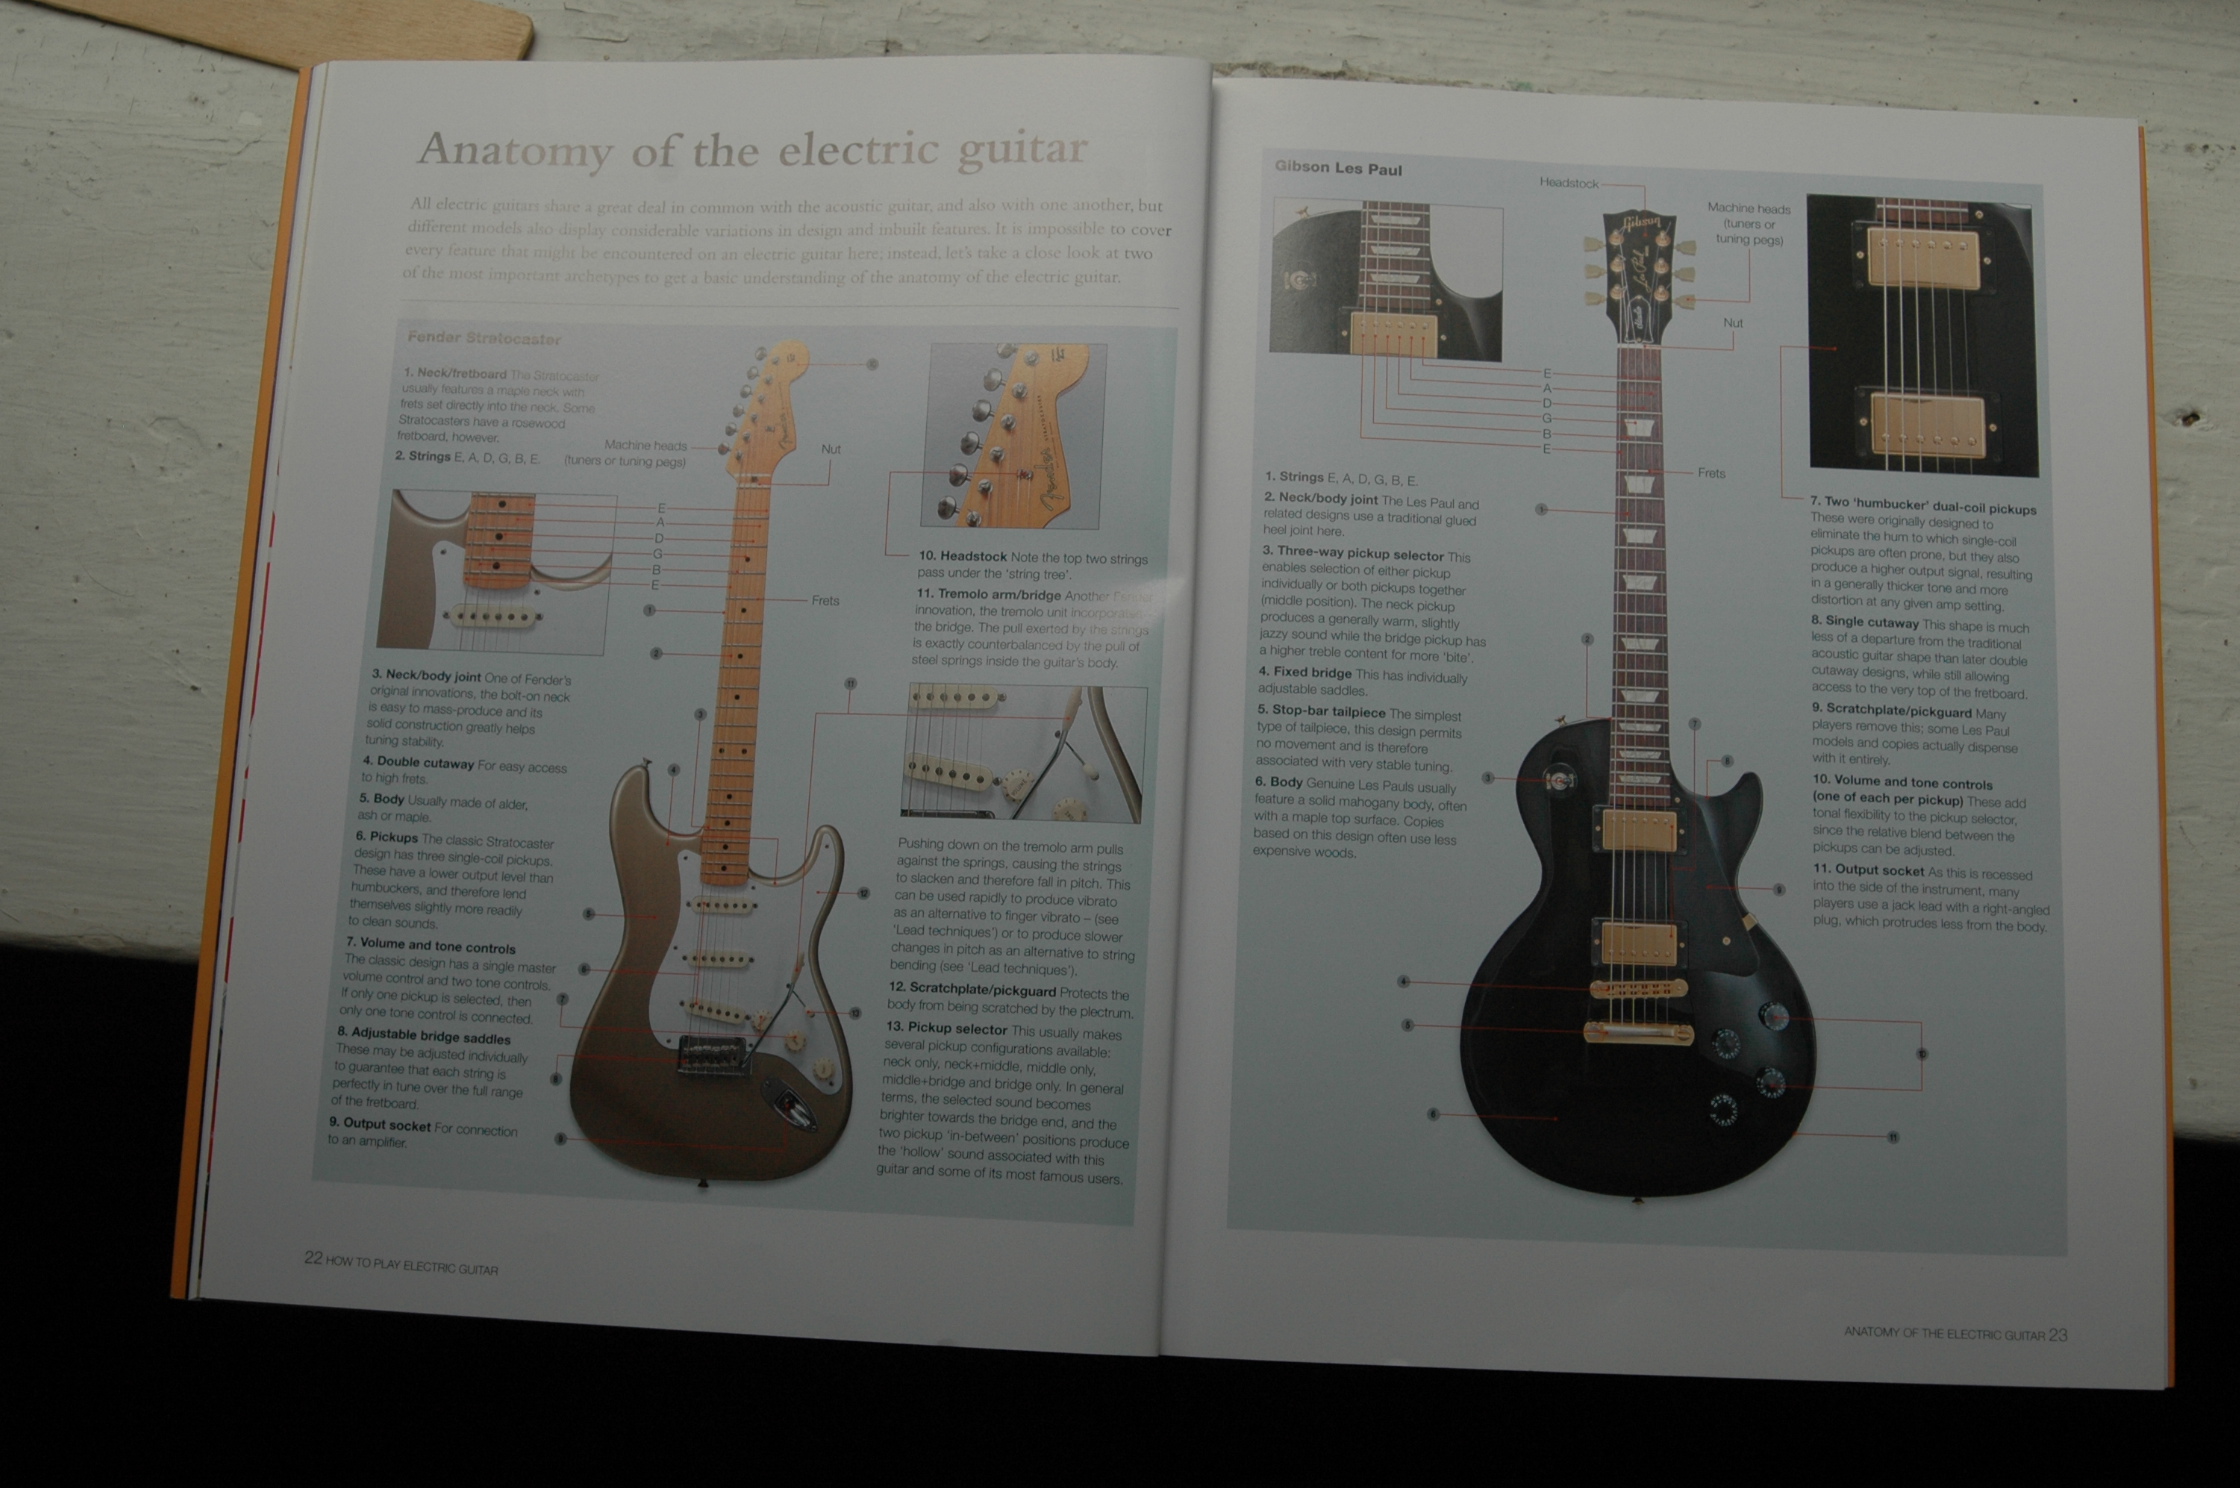 Anatomy of the electric guitar
All electric guitars share a great deal in common with the acoustic guitar, and also with one another, but
different models also display considerable variations in design and inbuilt features. It is impossible to cover
every feature that might be encountered on an electric guitar here; instead, let's take a close look at two
of the most important archetypes to get a basic understanding of the anatomy of the electric guitar.
Fender Stratocaster
1. Neck/fretboard The Stratocaster
usually features a maple neck with
frets set directly into the neck. Some
Stratocasters have a rosewood
fretboard, however.
2. Strings E, A, D, G, B, E.
Machine heads
(tuners or tuning pegs)
Nut
E
A
D
G
B
E
Frets
Fender
1
2
3
4
5
6
7
8
9
11
12
13
3. Neck/body joint One of Fender's
original innovations, the bolt-on neck
is easy to mass-produce and its
solid construction greatly helps
tuning stability.
4. Double cutaway For easy access
to high frets.
5. Body Usually made of alder,
ash or maple.
6. Pickups The classic Stratocaster
design has three single-coil pickups.
These have a lower output level than
humbuckers, and therefore lend
themselves slightly more readily
to clean sounds.
7. Volume and tone controls
The classic design has a single master
volume control and two tone controls.
If only one pickup is selected, then
only one tone control is connected.
8. Adjustable bridge saddles
These may be adjusted individually
to guarantee that each string is
perfectly in tune over the full range
of the fretboard.
9. Output socket For connection
to an amplifier.
Fender
10. Headstock Note the top two strings
pass under the 'string tree'.
11. Tremolo arm/bridge Another Fender
innovation, the tremolo unit incorporates
the bridge. The pull exerted by the strings
is exactly counterbalanced by the pull of
steel springs inside the guitar's body.
Pushing down on the tremolo arm pulls
against the springs, causing the strings
to slacken and therefore fall in pitch. This
can be used rapidly to produce vibrato
as an alternative to finger vibrato – (see
'Lead techniques') or to produce slower
changes in pitch as an alternative to string
bending (see 'Lead techniques').
12. Scratchplate/pickguard Protects the
body from being scratched by the plectrum.
13. Pickup selector This usually makes
several pickup configurations available:
neck only, neck+middle, middle only,
middle+bridge and bridge only. In general
terms, the selected sound becomes
brighter towards the bridge end, and the
two pickup 'in-between' positions produce
the 'hollow' sound associated with this
guitar and some of its most famous users.
22 HOW TO PLAY ELECTRIC GUITAR
Gibson Les Paul
Headstock
Gibson
Les Paul
Machine heads
(tuners or
tuning pegs)
Nut
E
A
D
G
B
E
Frets
1. Strings E, A, D, G, B, E.
2. Neck/body joint The Les Paul and
related designs use a traditional glued
heel joint here.
3. Three-way pickup selector This
enables selection of either pickup
individually or both pickups together
(middle position). The neck pickup
produces a generally warm, slightly
jazzy sound while the bridge pickup has
a higher treble content for more 'bite'.
4. Fixed bridge This has individually
adjustable saddles.
5. Stop-bar tailpiece The simplest
type of tailpiece, this design permits
no movement and is therefore
associated with very stable tuning.
6. Body Genuine Les Pauls usually
feature a solid mahogany body, often
with a maple top surface. Copies
based on this design often use less
expensive woods.
1
2
3
4
5
6
7
8
9
10
11
7. Two 'humbucker' dual-coil pickups
These were originally designed to
eliminate the hum to which single-coil
pickups are often prone, but they also
produce a higher output signal, resulting
in a generally thicker tone and more
distortion at any given amp setting.
8. Single cutaway This shape is much
less of a departure from the traditional
acoustic guitar shape than later double
cutaway designs, while still allowing
access to the very top of the fretboard.
9. Scratchplate/pickguard Many
players remove this; some Les Paul
models and copies actually dispense
with it entirely.
10. Volume and tone controls
(one of each per pickup) These add
tonal flexibility to the pickup selector,
since the relative blend between the
pickups can be adjusted.
11. Output socket As this is recessed
into the side of the instrument, many
players use a jack lead with a right-angled
plug, which protrudes less from the body.
ANATOMY OF THE ELECTRIC GUITAR 23